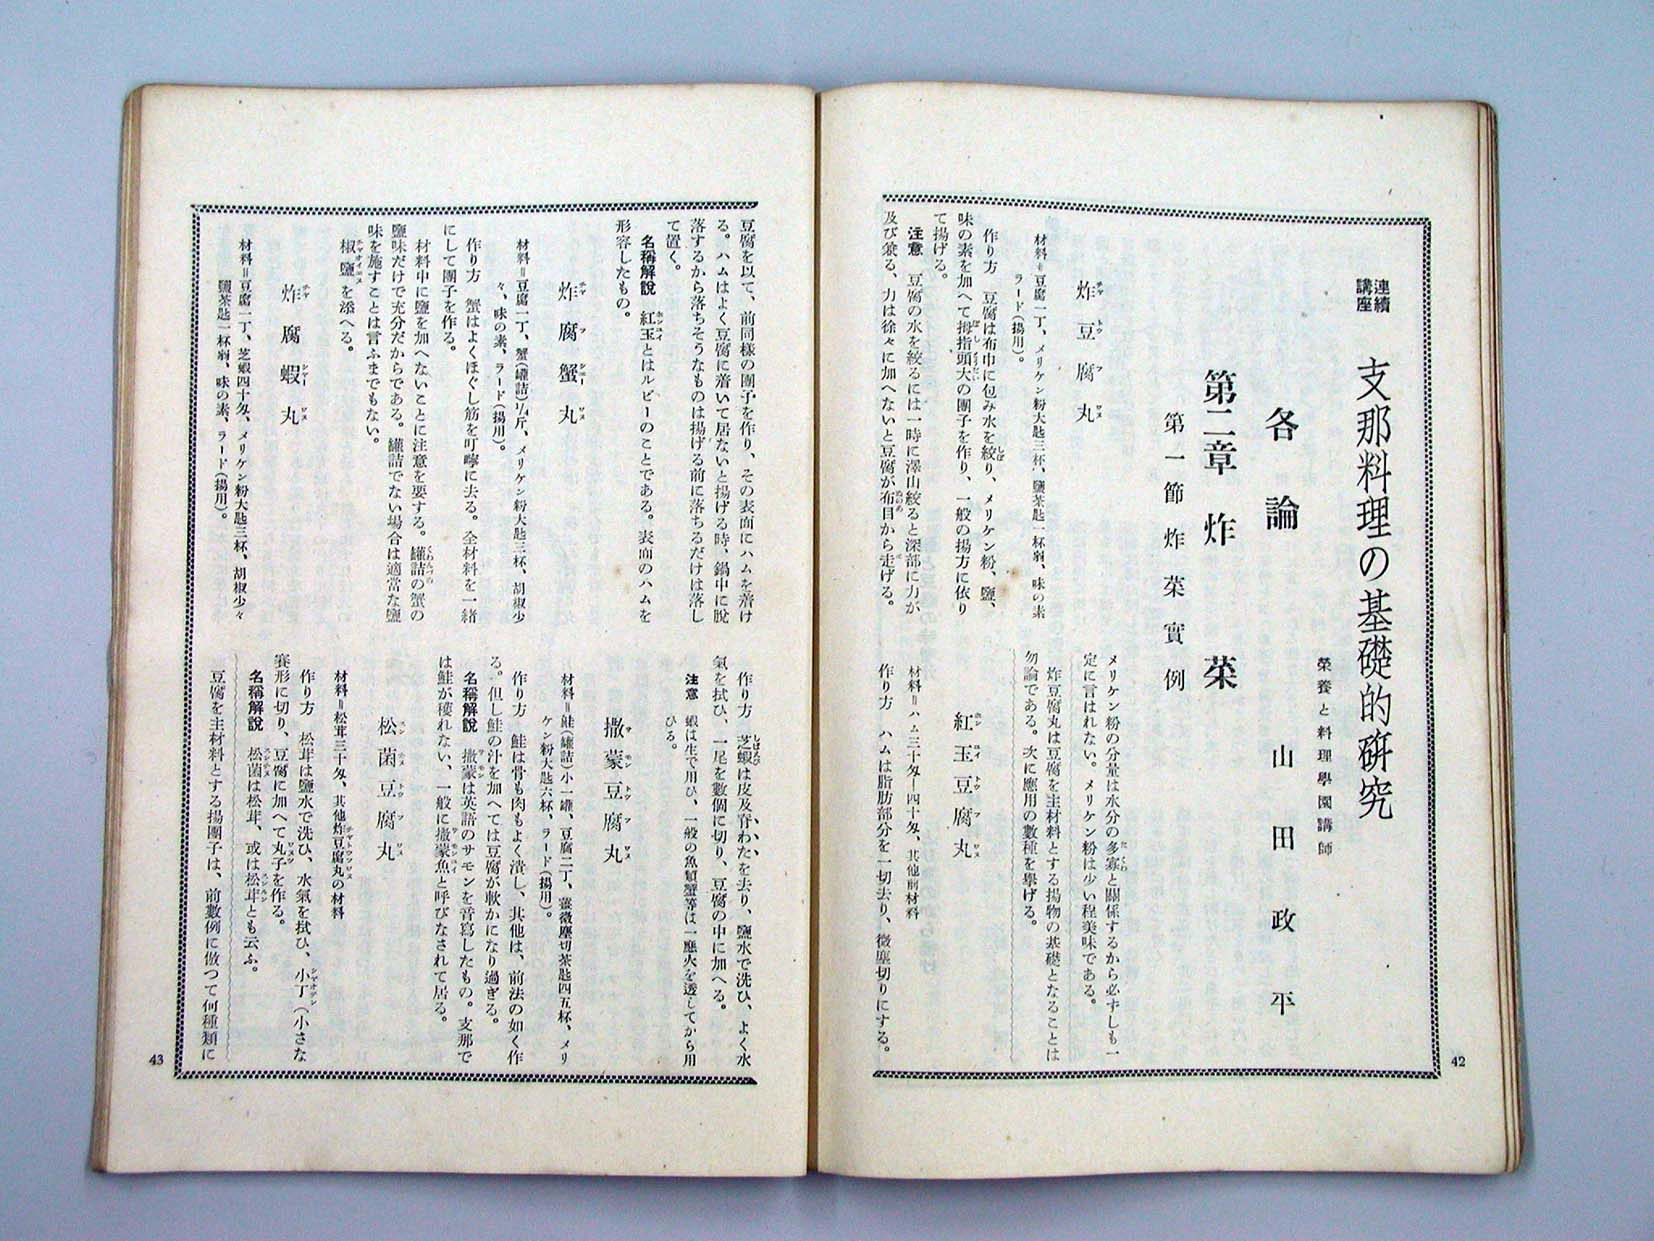 連續
講座
支那料理の基礎的研究
榮養と料理學園講師
山田政平
各論
第二章 炸菜
第一節 炸菜實例
炸豆腐丸
材料=豆腐一丁、メリケン粉大匙三杯、鹽茶匙一杯弱、味の素
ラード(揚用)。
作り方 豆腐は布巾に包み水を絞り、メリケン粉、鹽、
味の素を加へて拇指頭大の團子を作り、一般の揚方に依り
て揚げる。
注意 豆腐の水を絞るには一時に澤山絞ると深部に力が
及び兼る、力は徐々に加へないと豆腐が布目から走げる。
メリケン粉の分量は水分の多寡と關係するから必ずしも一
定に言はれない。メリケン粉は少い程美味である。
炸豆腐丸は豆腐を主材料とする揚物の基礎となることは
勿論である。次に應用の數種を擧げる。
紅玉豆腐丸
材料=ハム三十匁―四十匁、其他前材料
作り方 ハムは脂肪部分を一切去り、微塵切りにする。
42
豆腐を以て、前同樣の團子を作り、その表面にハムを着け
る。ハムはよく豆腐に着いて居ないと揚げる時、鍋中に脫
落するから落ちそうなものは揚げる前に落ちるだけは落し
て置く。
名稱解說 紅玉とはルビーのことである。表面のハムを
形容したもの。
炸腐蟹丸
材料=豆腐一丁、蟹(罐詰)斤、メリケン粉大匙三杯、胡椒少
々、味の素、ラード(揚用)。
作り方 蟹はよくほぐし筋を叮嚀に去る。全材料を一緖
にして團子を作る。
材料中に鹽を加へないことに注意を要する。罐詰の蟹の
鹽味だけで充分だからである。罐詰でない場合は適當な鹽
味を施すことは言ふまでもない。
椒鹽を添へる。
炸腐蝦丸
材料=豆腐一丁、芝蝦四十匁、メリケン粉大匙三杯、胡椒少々
鹽茶匙一杯弱、味の素、ラード(揚用)。
作り方 芝蝦は皮及脊わたを去り、鹽水で洗ひ、よく水
氣を拭ひ、一尾を數個に切り、豆腐の中に加へる。
注意 蝦は生で用ひ、一般の魚類蟹等は一應火を透してから用
ひる。
撒蒙豆腐丸
材料=鮭(罐詰)小一罐、豆腐二丁、薑微塵切茶匙四五杯、メリ
ケン粉大匙六杯、ラード(揚用)。
作り方 鮭は骨も肉もよく潰し、其他は、前法の如く作
る。但し鮭の汁を加へては豆腐が軟かになり過ぎる。
名稱解說 撒蒙は英語のサモンを音寫したもの。支那で
は鮭が穫れない、一般に撒蒙魚と呼びなされて居る。
松菌豆腐丸
材料=松茸三十匁、其他炸豆腐丸の材料
作り方 松茸は鹽水で洗ひ、水氣を拭ひ、小丁(小さな
賽形に切り、豆腐に加へて丸子を作る。
名稱解說 松菌は松茸、或は松茸とも云ふ。
豆腐を主材料とする揚團子は、前數例に倣つて何種類に
43